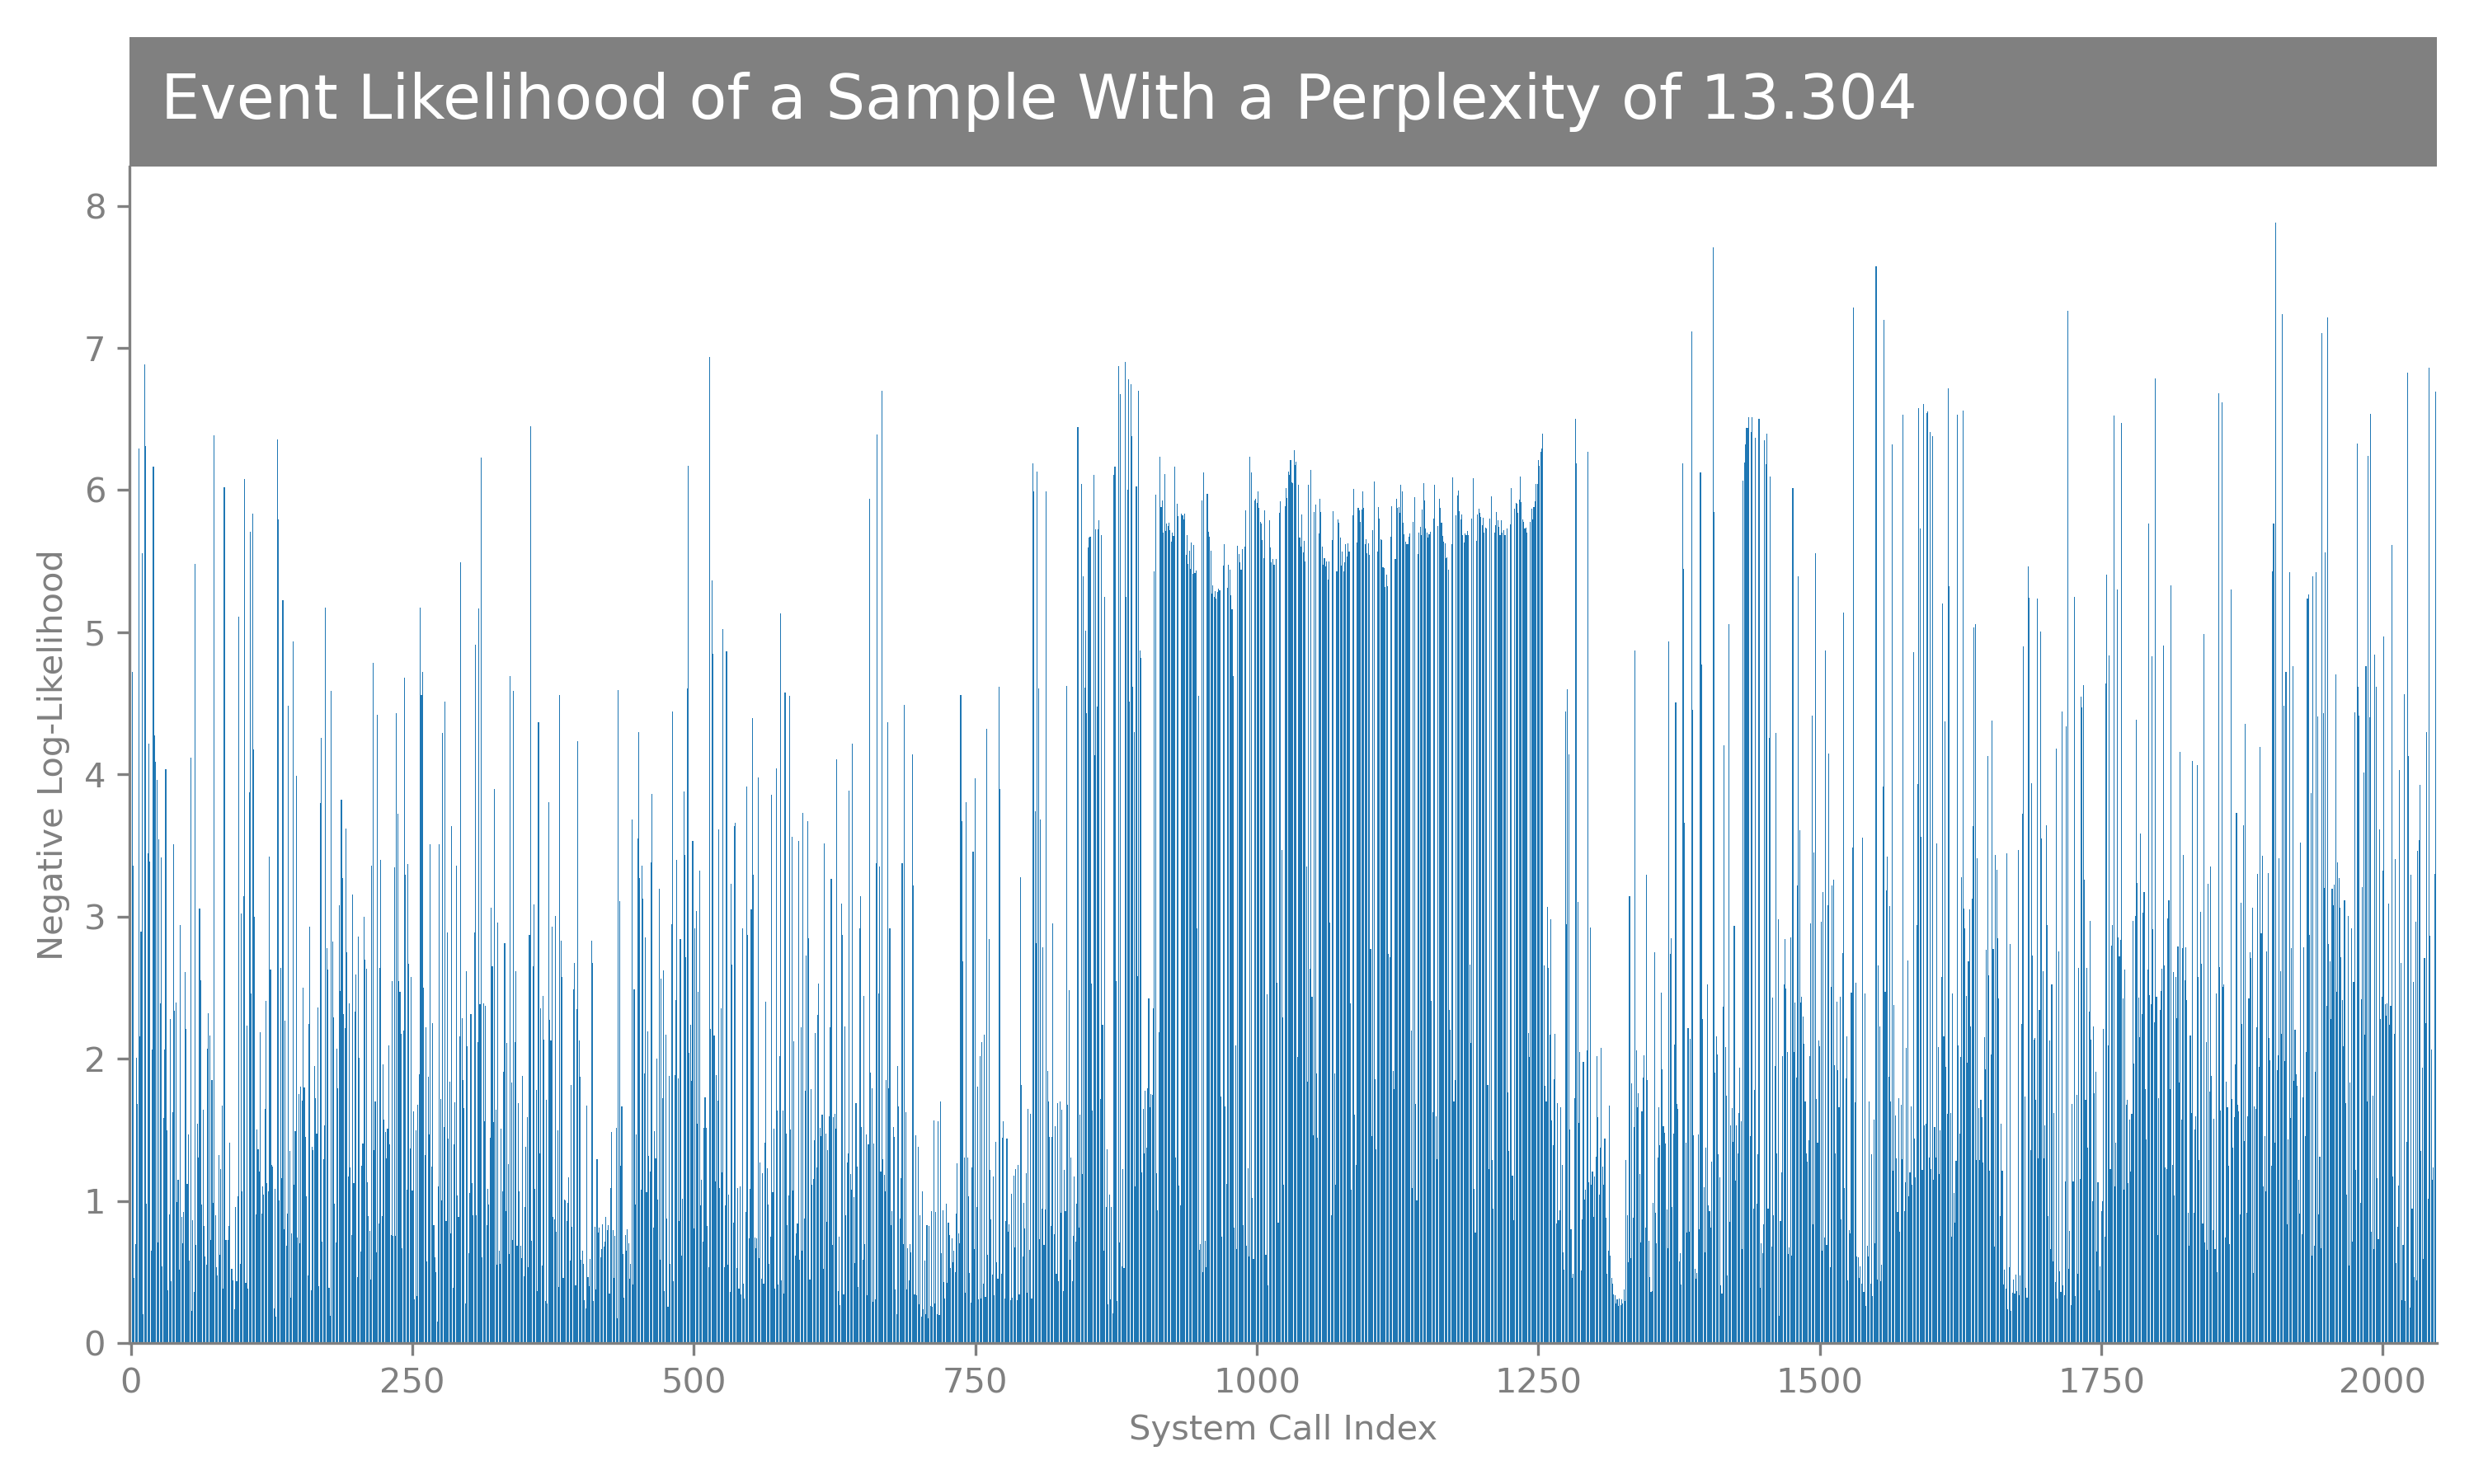 Event Likelihood of a Sample With a Perplexity of 13.304
8
7
6
5
4
3
2
1
0
Negative Log-Likelihood
0 250 500 750 1000 1250 1500 1750 2000
System Call Index